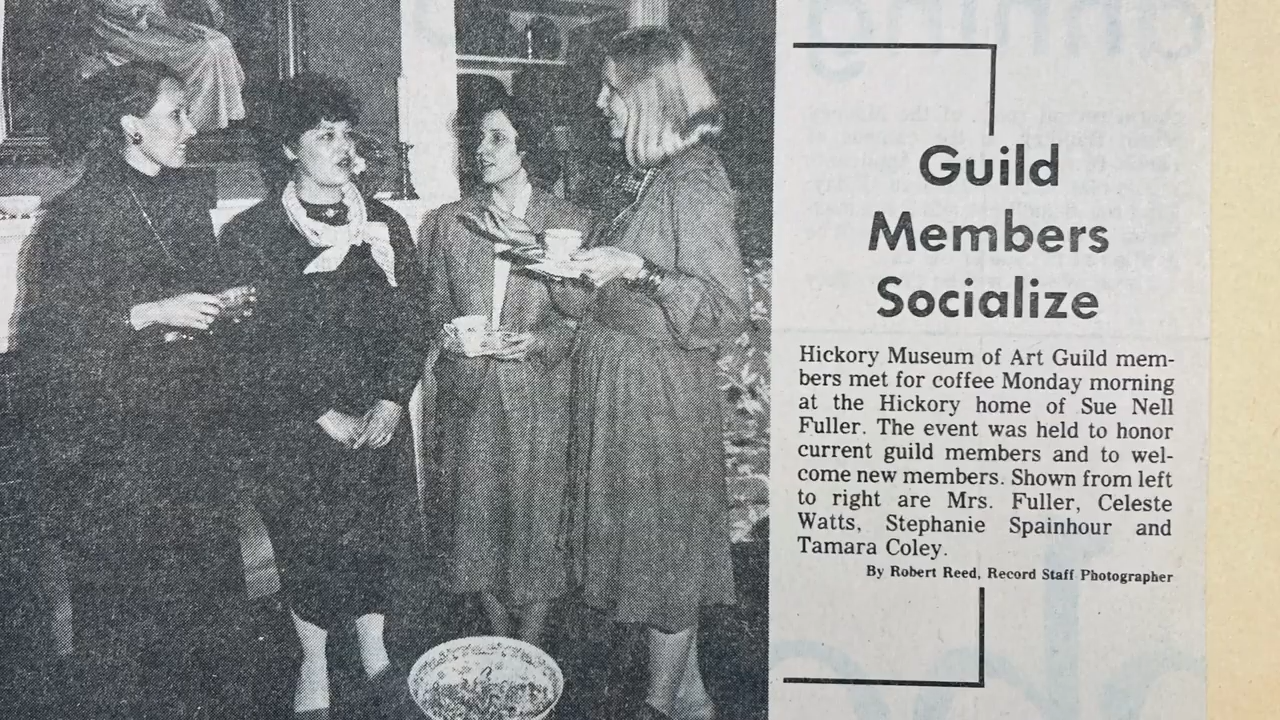 Guild
Members
Socialize
Hickory Museum of Art Guild mem-
bers met for coffee Monday morning
at the Hickory home of Sue Nell
Fuller. The event was held to honor
current guild members and to wel-
come new members. Shown from left
to right are Mrs. Fuller, Celeste
Watts, Stephanie Spainhour and
Tamara Coley.
By Robert Reed, Record Staff Photographer